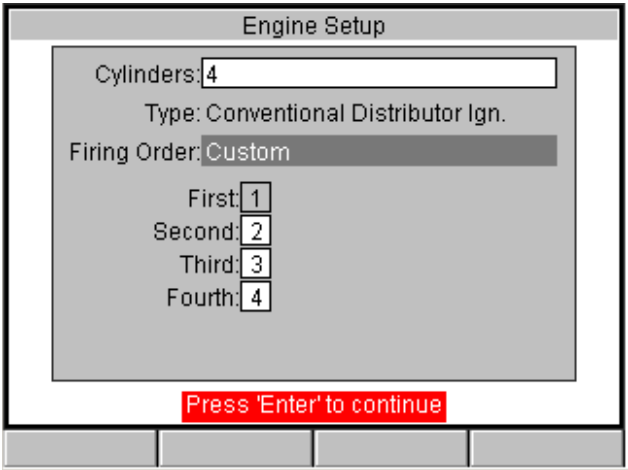 Engine Setup
Cylinders: 4
Type: Conventional Distributor Ign.
Firing Order: Custom
First: 1
Second: 2
Third: 3
Fourth: 4
Press 'Enter' to continue